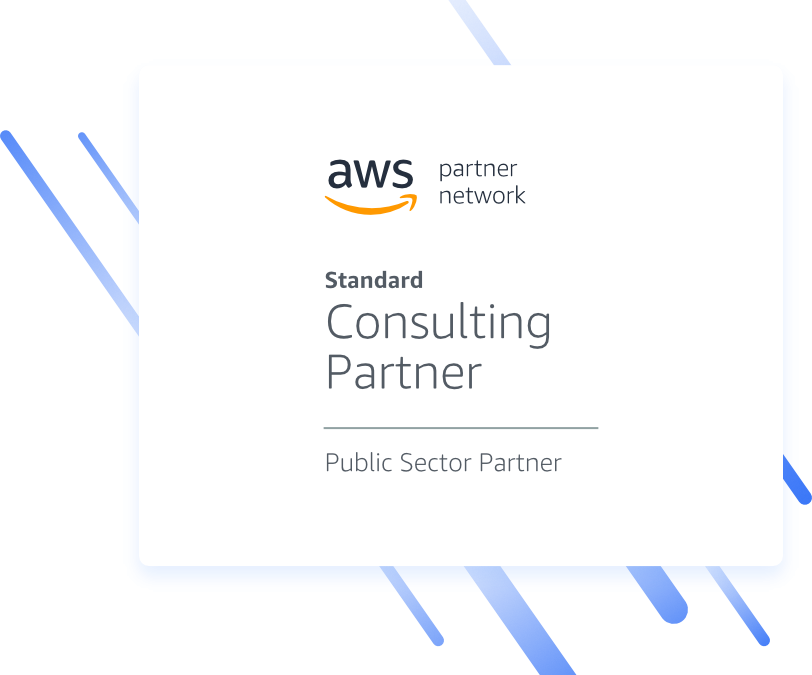 aws partner
network
Standard
Consulting
Partner
Public Sector Partner